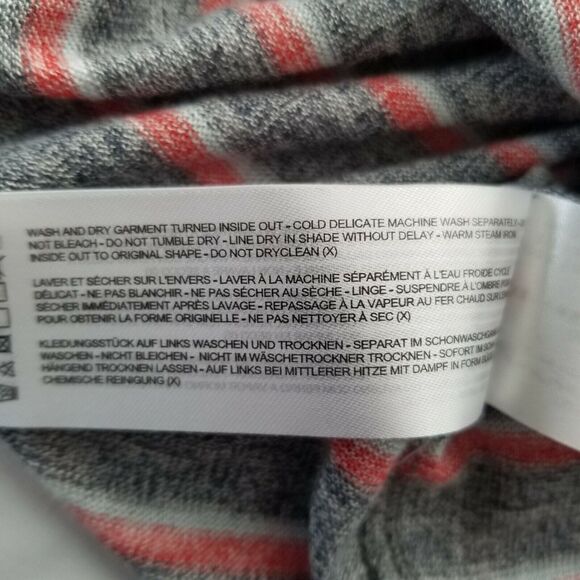 WASH AND DRY GARMENT TURNED INSIDE OUT - COLD DELICATE MACHINE WASH SEPARATELY -
NOT BLEACH - DO NOT TUMBLE DRY - LINE DRY IN SHADE WITHOUT DELAY - WARM STEAM IRON
INSIDE OUT TO ORIGINAL SHAPE - DO NOT DRYCLEAN (X)
LAVER ET SÉCHER SUR L'ENVERS - LAVER À LA MACHINE SÉPARÉMENT À L'EAU FROIDE CYCLE
DÉLICAT - NE PAS BLANCHIR - NE PAS SÉCHER AU SÈCHE - LINGE - SUSPENDRE À L'OMBRE
SÉCHER IMMÉDIATEMENT APRÈS LAVAGE - REPASSAGE À LA VAPEUR AU FER CHAUD SUR
POUR OBTENIR LA FORME ORIGINELLE - NE PAS NETTOYER À SEC (X)
KLEIDUNGSSTÜCK AUF LINKS WASCHEN UND TROCKNEN - SEPARAT IM SCHONWASCHGAN
WASCHEN - NICHT BLEICHEN - NICHT IM WÄSCHETROCKNER TROCKNEN - SOFORT IM
HÄNGEND TROCKNEN LASSEN - AUF LINKS BEI MITTLERER HITZE MIT DAMPF IN FORM
CHEMISCHE REINIGUNG (X)